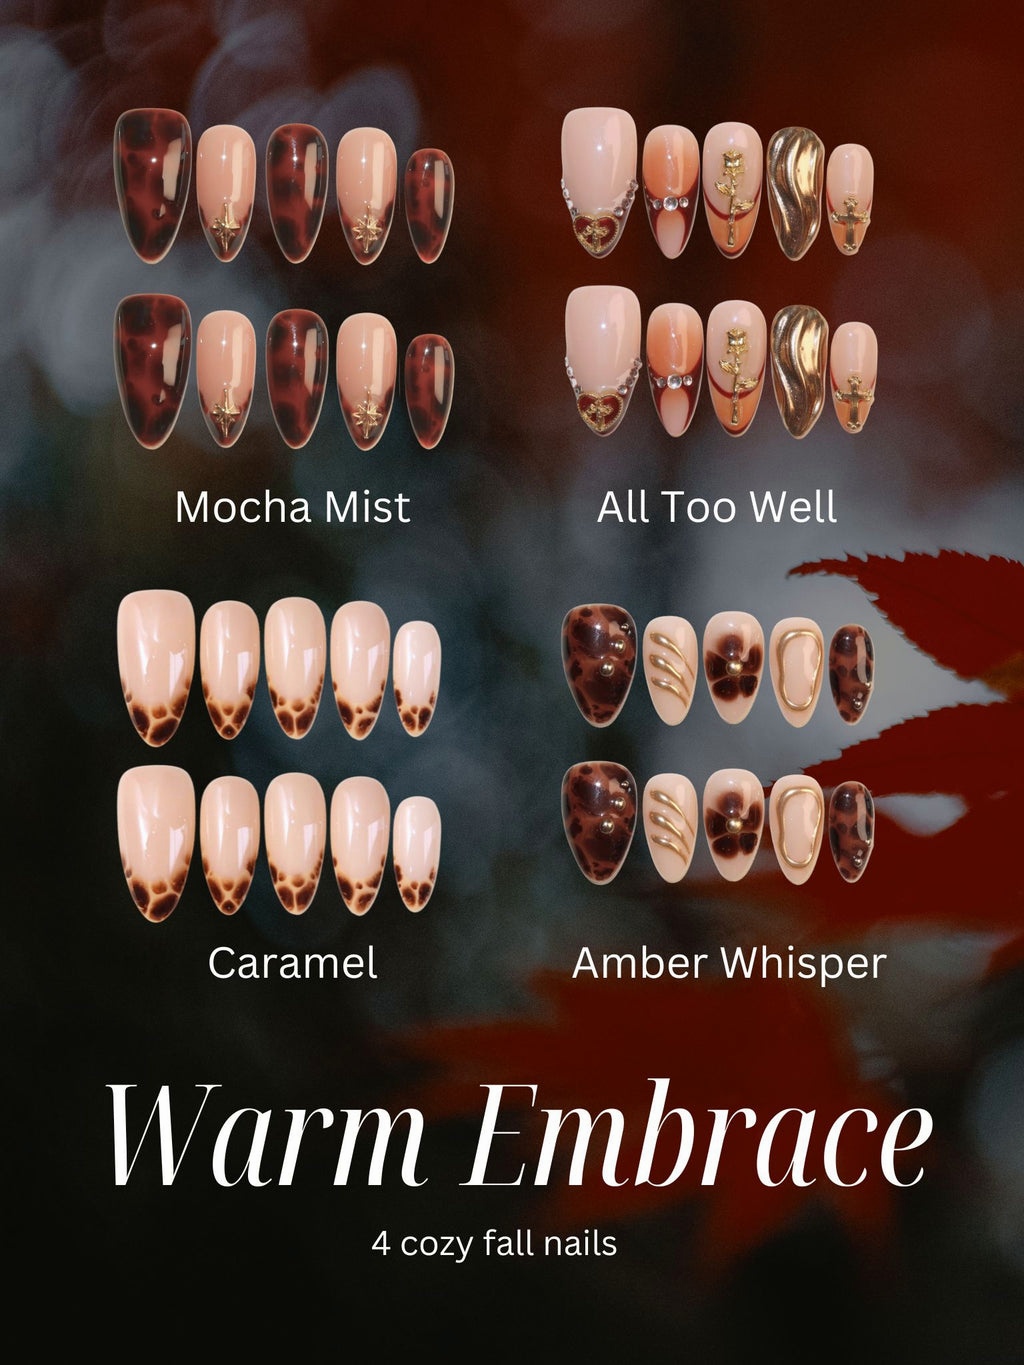 Mocha Mist
All Too Well
Caramel
Amber Whisper
Warm Embrace
4 cozy fall nails